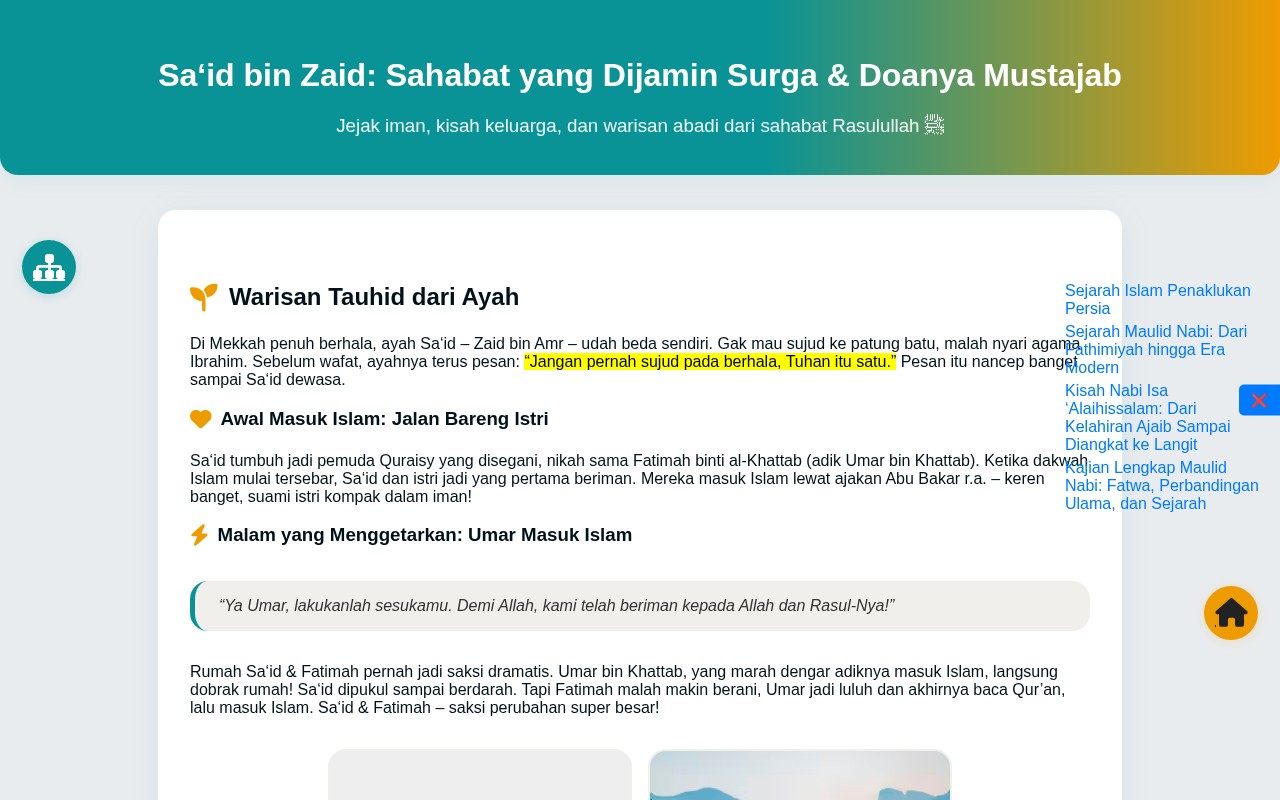 Sa‘id bin Zaid: Sahabat yang Dijamin Surga & Doanya Mustajab
Jejak iman, kisah keluarga, dan warisan abadi dari sahabat Rasulullah ﷺ
Warisan Tauhid dari Ayah
Di Mekkah penuh berhala, ayah Sa‘id – Zaid bin Amr – udah beda sendiri. Gak mau sujud ke patung batu, malah nyari agama
Ibrahim. Sebelum wafat, ayahnya terus pesan: “Jangan pernah sujud pada berhala, Tuhan itu satu.” Pesan itu nancep banget
sampai Sa‘id dewasa.
Awal Masuk Islam: Jalan Bareng Istri
Sa‘id tumbuh jadi pemuda Quraisy yang disegani, nikah sama Fatimah binti al-Khattab (adik Umar bin Khattab). Ketika dakwah
Islam mulai tersebar, Sa‘id dan istri jadi yang pertama beriman. Mereka masuk Islam lewat ajakan Abu Bakar r.a. – keren
banget, suami istri kompak dalam iman!
Malam yang Menggetarkan: Umar Masuk Islam
“Ya Umar, lakukanlah sesukamu. Demi Allah, kami telah beriman kepada Allah dan Rasul-Nya!”
Rumah Sa‘id & Fatimah pernah jadi saksi dramatis. Umar bin Khattab, yang marah dengan adiknya masuk Islam, langsung
dobrak rumah! Sa‘id dipukul sampai berdarah. Tapi Fatimah malah makin berani, Umar jadi luluh dan akhirnya baca Qur’an,
lalu masuk Islam. Sa‘id & Fatimah – saksi perubahan super besar!
Sejarah Islam Penaklukan
Persia
Sejarah Maulid Nabi: Dari
Fathimiyah hingga Era
Modern
Kisah Nabi Isa
‘Alaihissalam: Dari
Kelahiran Ajaib Sampai
Diangkat ke Langit
Kajian Lengkap Maulid
Nabi: Fatwa, Perbandingan
Ulama, dan Sejarah